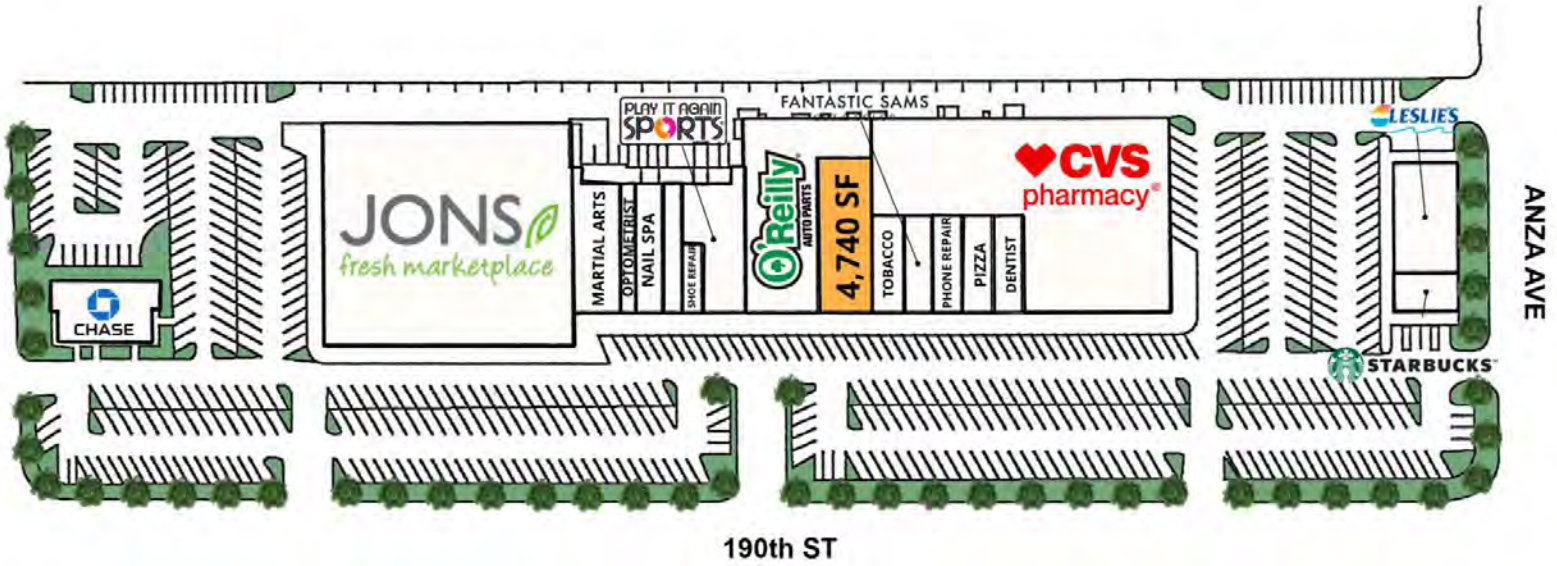 PLAY IT AGAIN
SPORTS
FANTASTIC SAMS
LESLIE'S
JONS
fresh marketplace
MARTIAL ARTS
OPTOMETRIST
NAIL SPA
SHOE REPAIR
O'Reilly
AUTO PARTS
4,740 SF
TOBACCO
PHONE REPAIR
PIZZA
DENTIST
CVS
pharmacy®
CHASE
STARBUCKS™
ANZA AVE
190th ST